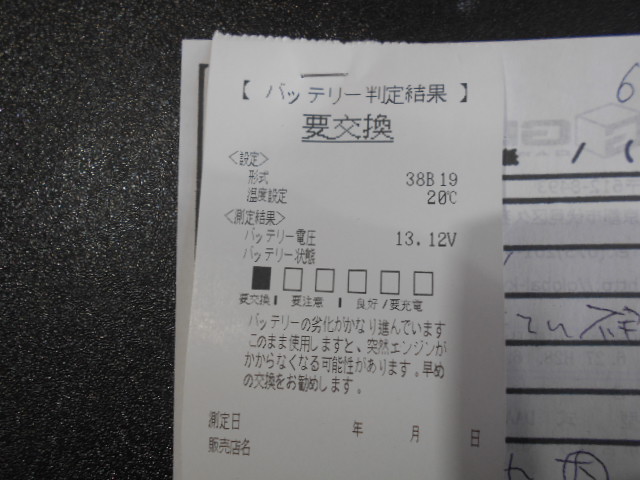 【 バッテリー判定結果 】
要交換
<設定>
形式 38B19
温度設定 20℃
<測定結果>
バッテリー電圧 13.12V
バッテリー状態
要交換 | 要注意 | 良好/要充電
バッテリーの劣化がかなり進んでいます
このまま使用しますと、突然エンジンが
かからなくなる可能性があります。早め
の交換をお勧めします。
測定日 年 月 日
販売店名
6